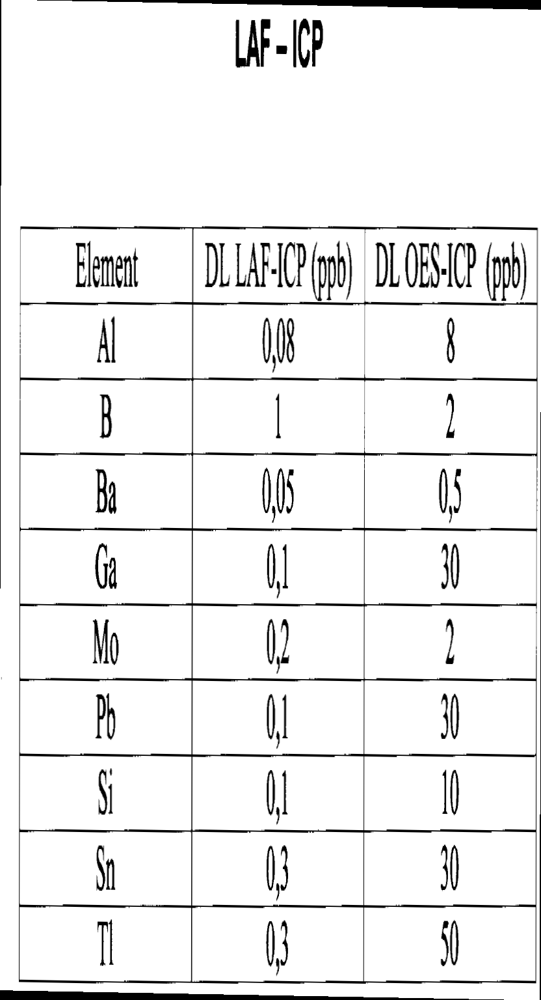 LAF – ICP
Element DL LAF-ICP (ppb) DL OES-ICP (ppb)
Al 0,08 8
B 1 2
Ba 0,05 0,5
Ga 0,1 30
Mo 0,2 2
Pb 0,1 30
Si 0,1 10
Sn 0,3 30
Tl 0,3 50